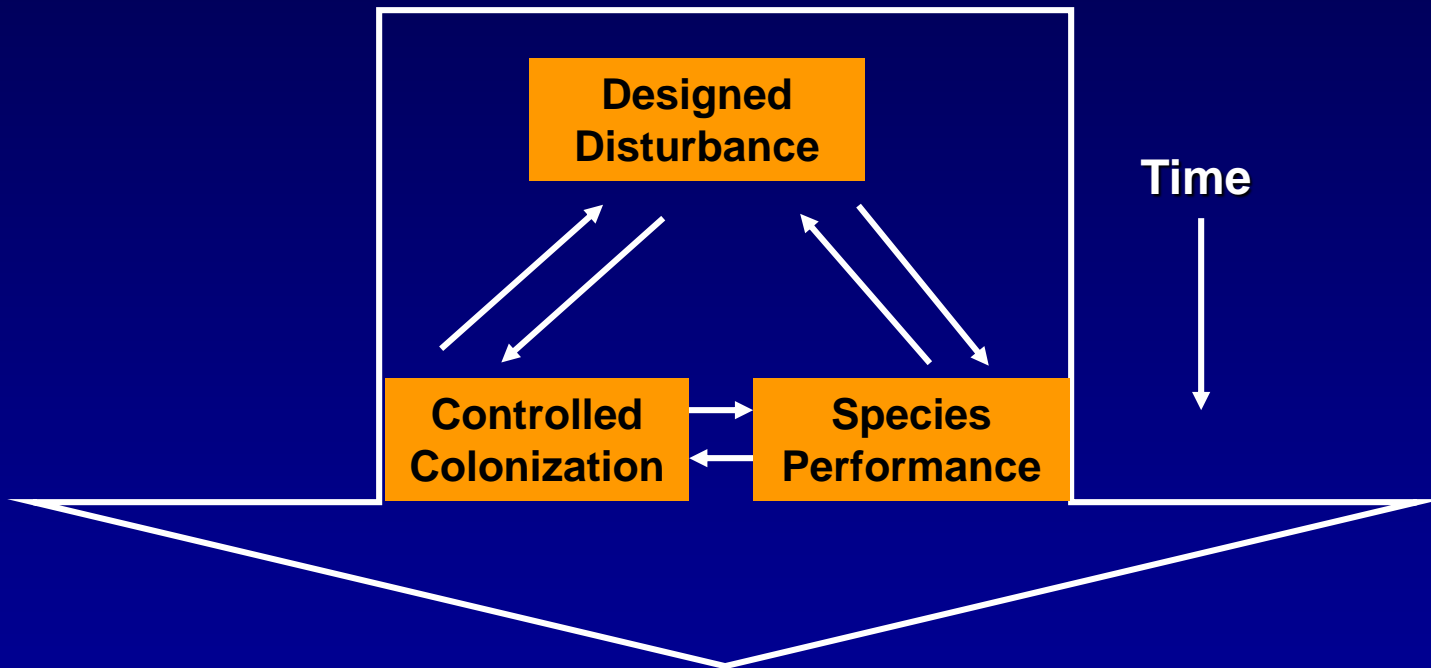 Designed
Disturbance
Time
Controlled
Colonization
Species
Performance